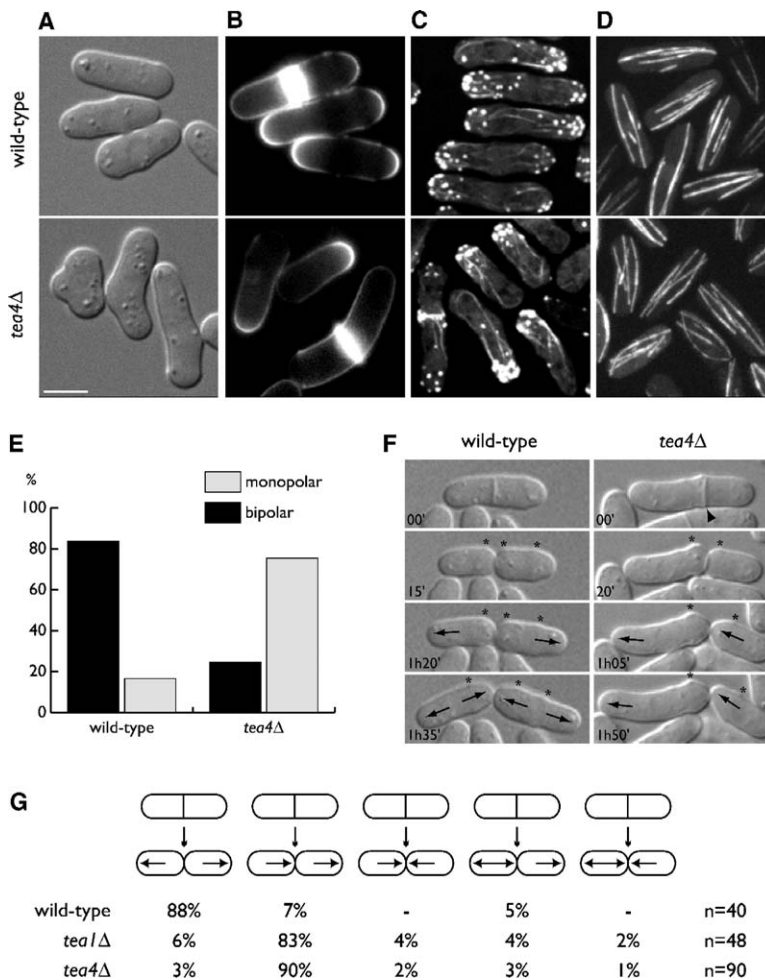 A
B
C
D
wild-type
tea4Δ
E
%
monopolar
bipolar
100
80
60
40
20
0
wild-type
tea4Δ
F
wild-type
tea4Δ
00'
00'
* * *
* *
15'
20'
* * *
* *
1h20'
1h05'
* *
* *
1h35'
1h50'
G
wild-type 88% 7% - 5% - n=40
tea1Δ 6% 83% 4% 4% 2% n=48
tea4Δ 3% 90% 2% 3% 1% n=90